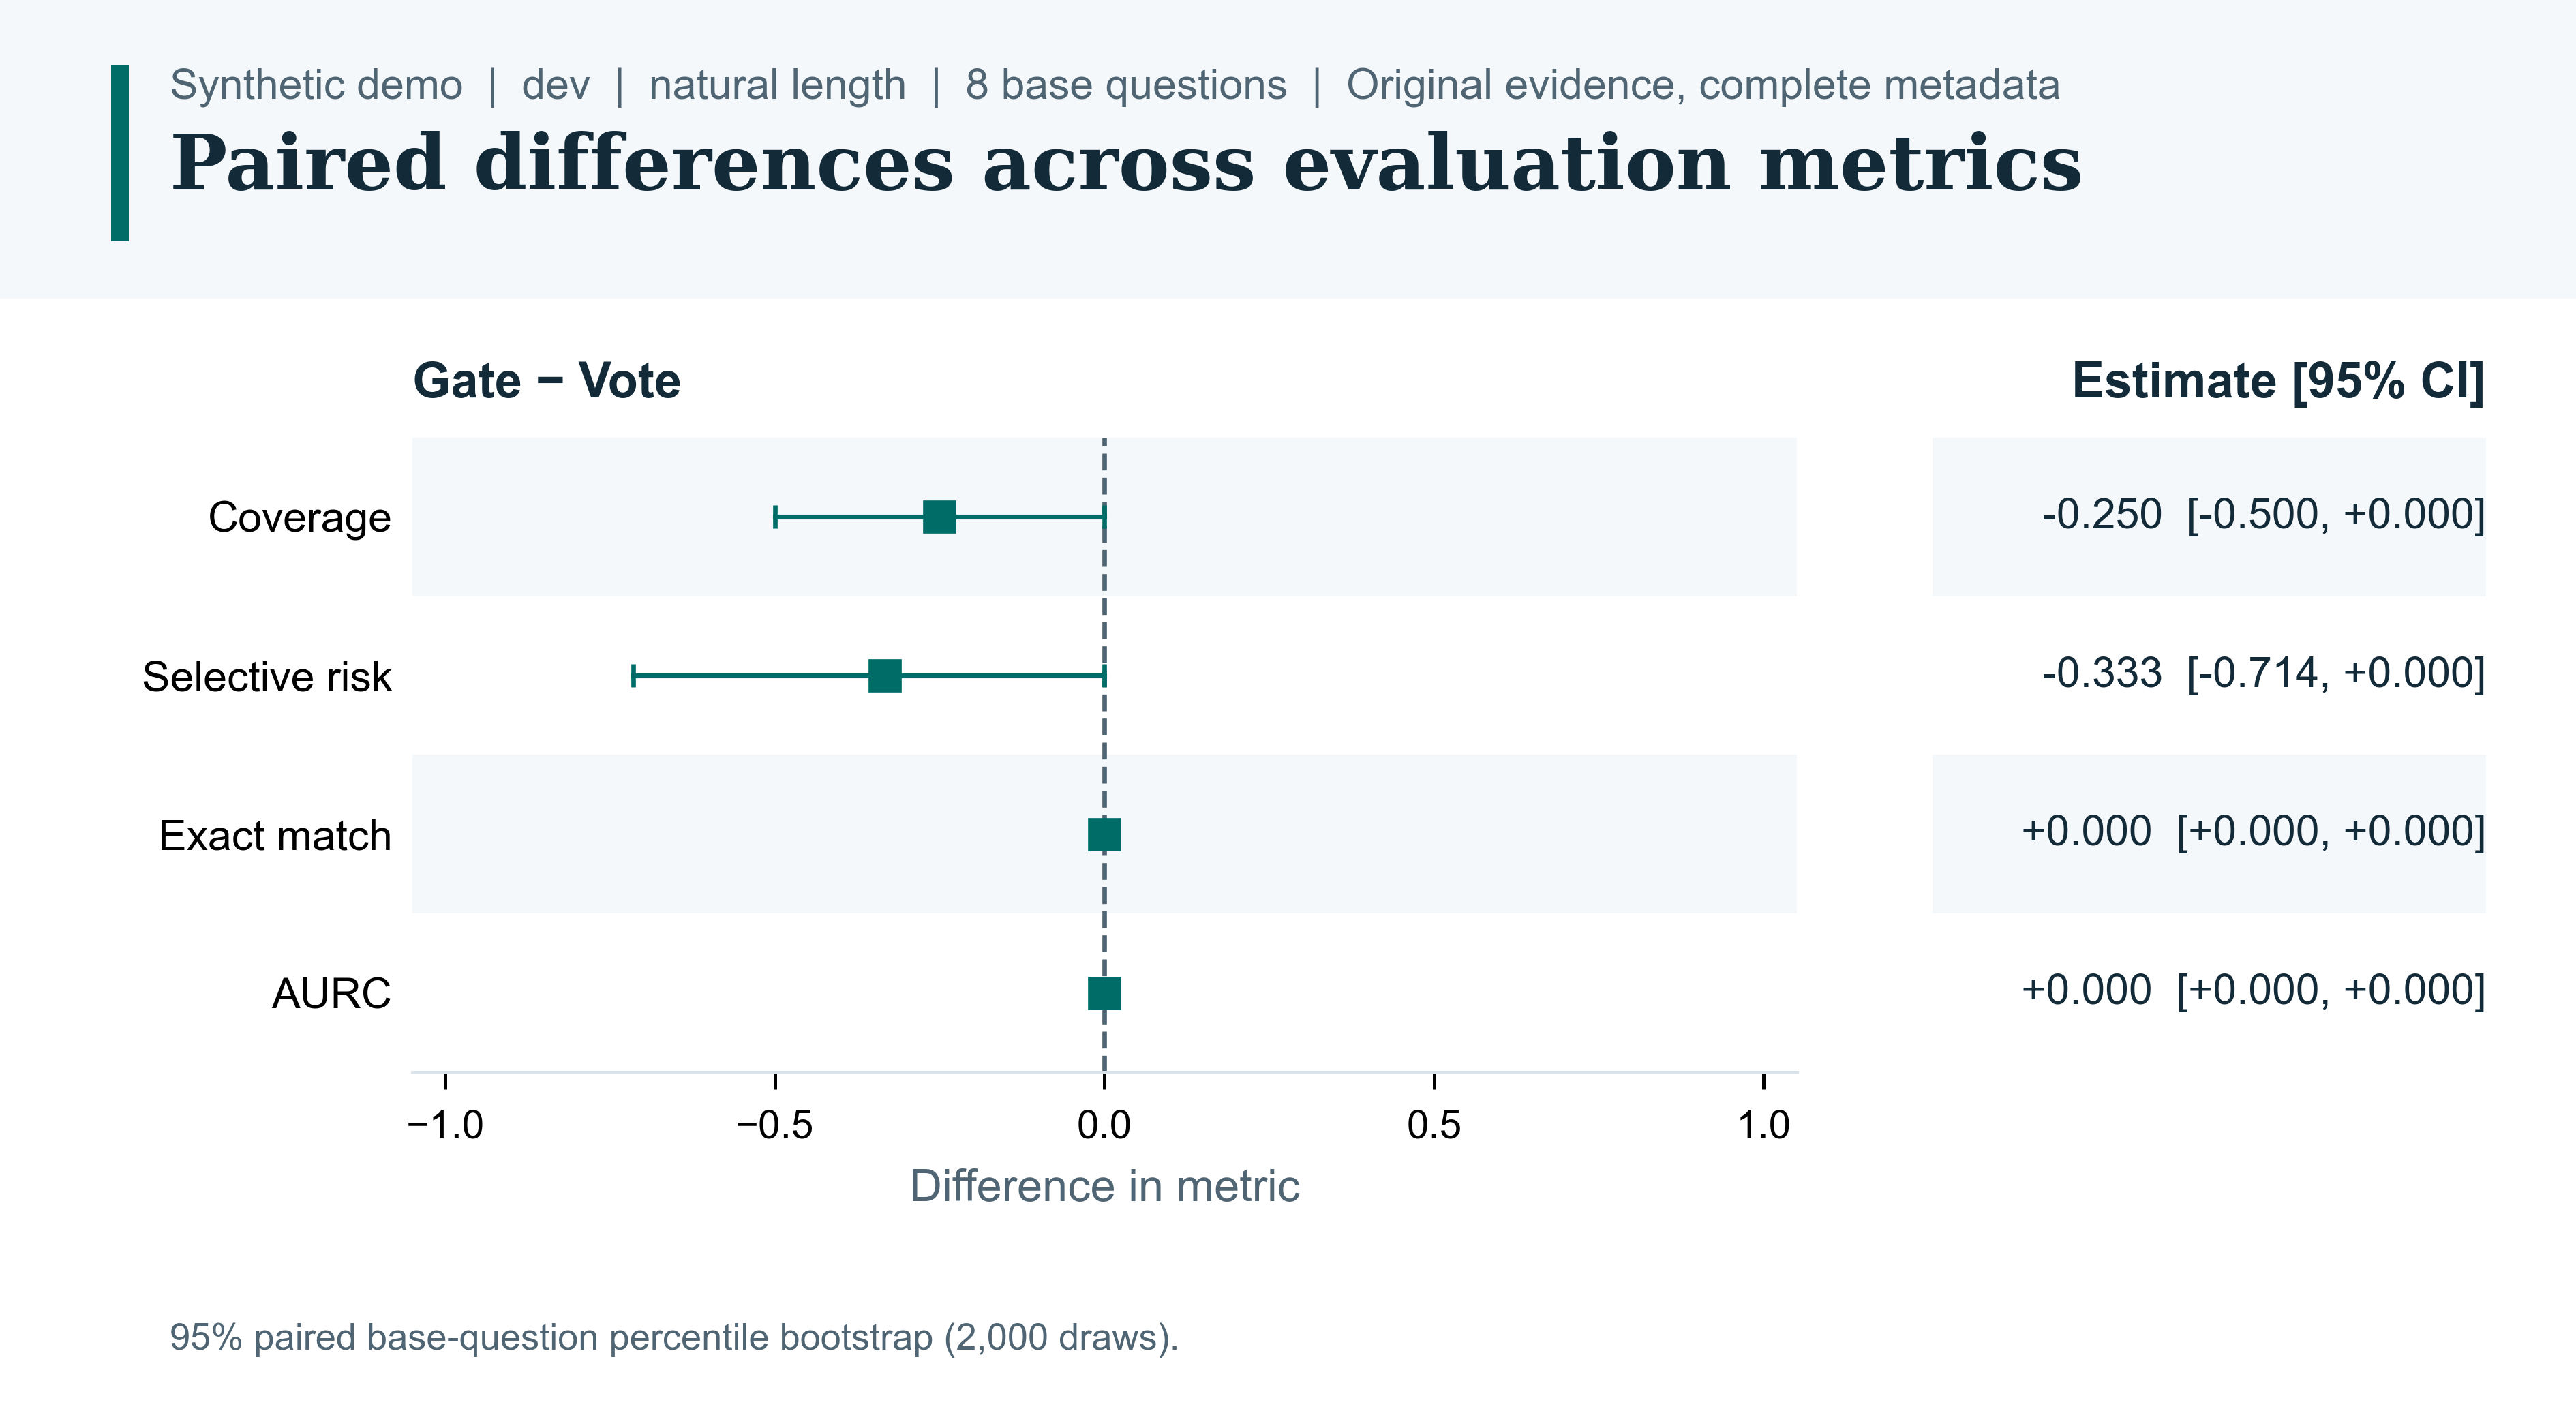 Synthetic demo | dev | natural length | 8 base questions | Original evidence, complete metadata
Paired differences across evaluation metrics
Gate − Vote
Estimate [95% CI]
Coverage
-0.250 [-0.500, +0.000]
Selective risk
-0.333 [-0.714, +0.000]
Exact match
+0.000 [+0.000, +0.000]
AURC
+0.000 [+0.000, +0.000]
−1.0 −0.5 0.0 0.5 1.0
Difference in metric
95% paired base-question percentile bootstrap (2,000 draws).